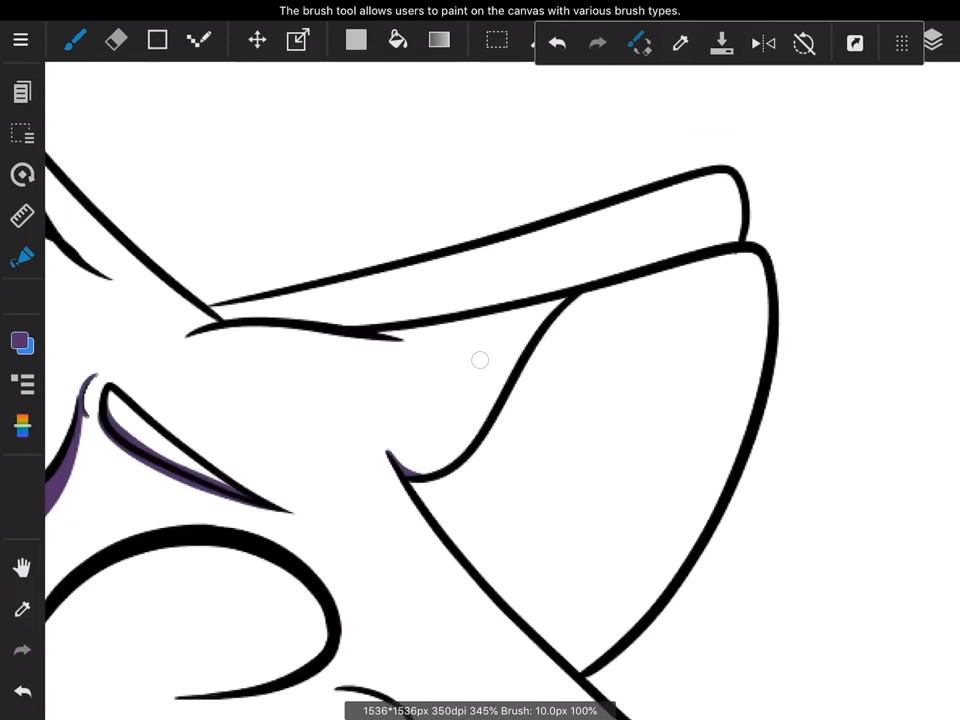 The brush tool allows users to paint on the canvas with various brush types.
1536*1536px 350dpi 345% Brush: 10.0px 100%